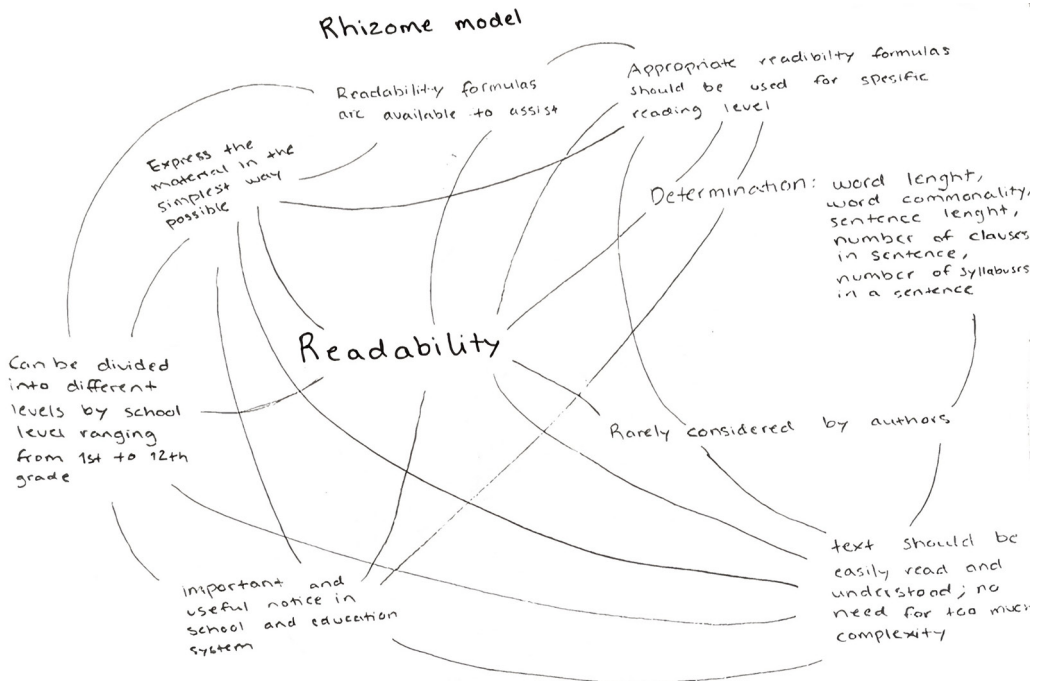 Rhizome model
Readability formulas
are available to assist
Appropriate readibilty formulas
should be used for spesific
reading level
Express the
material in the
simplest way
possible
Determination: word lenght,
word commonality,
sentence lenght,
number of clauses
in sentence,
number of syllabuses
in a sentence
Readability
Can be divided
into different
levels by school
level ranging
from 1st to 12th
grade
Rarely considered by authors
important and
useful notice in
school and education
system
text should be
easily read and
understood; no
need for too much
complexity